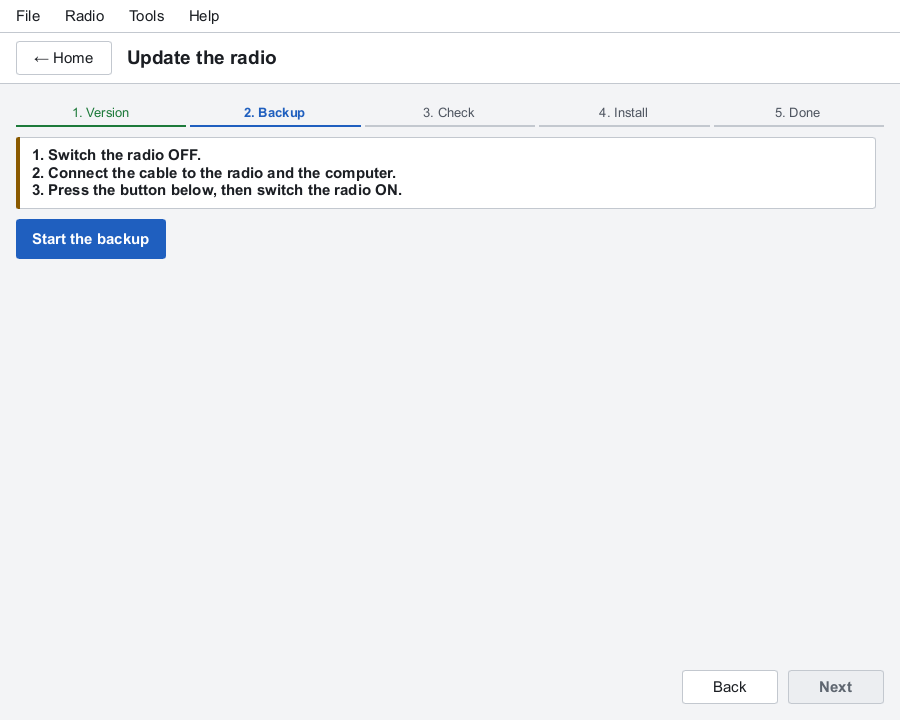 File Radio Tools Help
← Home Update the radio
1. Version 2. Backup 3. Check 4. Install 5. Done
1. Switch the radio OFF.
2. Connect the cable to the radio and the computer.
3. Press the button below, then switch the radio ON.
Start the backup
Back Next